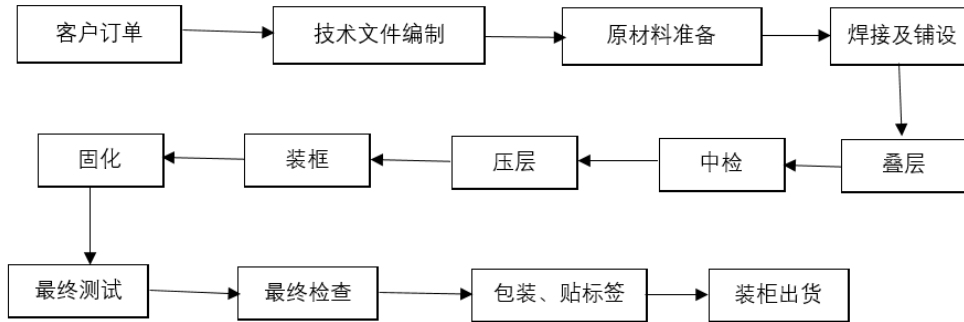 客户订单
技术文件编制
原材料准备
焊接及铺设
叠层
中检
压层
装框
固化
最终测试
最终检查
包装、贴标签
装柜出货